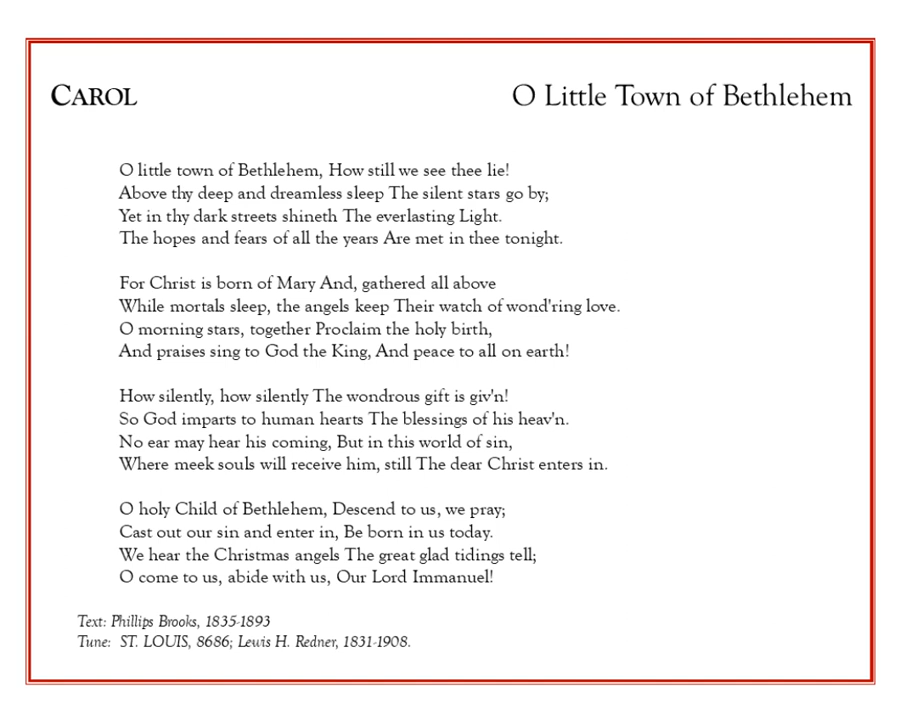 CAROL
O Little Town of Bethlehem
O little town of Bethlehem, How still we see thee lie!
Above thy deep and dreamless sleep The silent stars go by;
Yet in thy dark streets shineth The everlasting Light.
The hopes and fears of all the years Are met in thee tonight.
For Christ is born of Mary And, gathered all above
While mortals sleep, the angels keep Their watch of wond'ring love.
O morning stars, together Proclaim the holy birth,
And praises sing to God the King, And peace to all on earth!
How silently, how silently The wondrous gift is giv'n!
So God imparts to human hearts The blessings of his heav'n.
No ear may hear his coming, But in this world of sin,
Where meek souls will receive him, still The dear Christ enters in.
O holy Child of Bethlehem, Descend to us, we pray;
Cast out our sin and enter in, Be born in us today.
We hear the Christmas angels The great glad tidings tell;
O come to us, abide with us, Our Lord Immanuel!
Text: Phillips Brooks, 1835-1893
Tune: ST. LOUIS, 8686; Lewis H. Redner, 1831-1908.